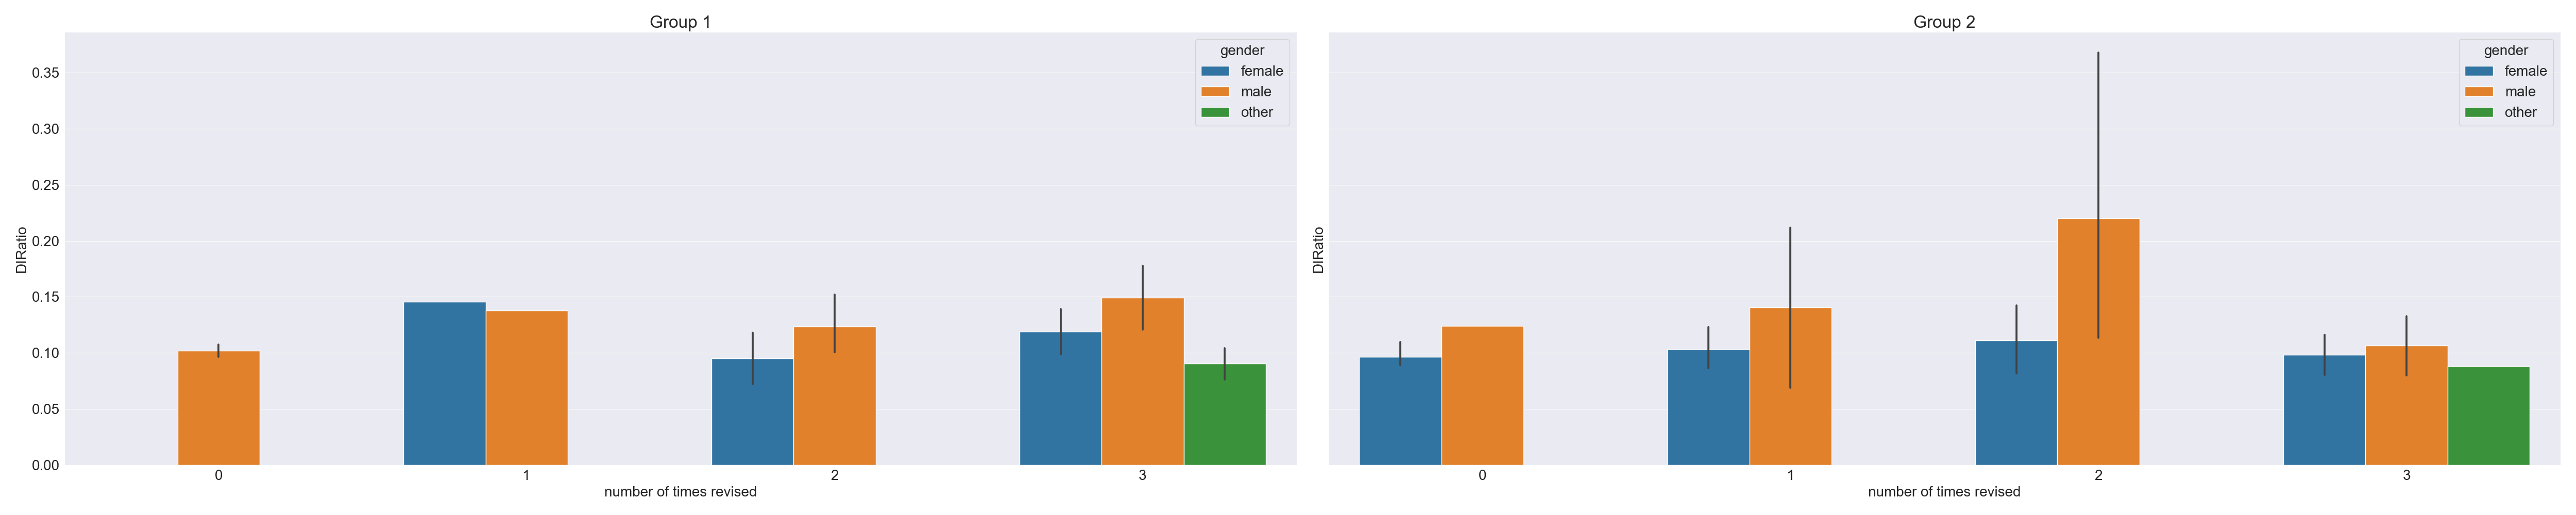 Group 1
gender
female
male
other
DIRatio
0.35
0.30
0.25
0.20
0.15
0.10
0.05
0.00
0 1 2 3
number of times revised
Group 2
gender
female
male
other
DIRatio
0 1 2 3
number of times revised